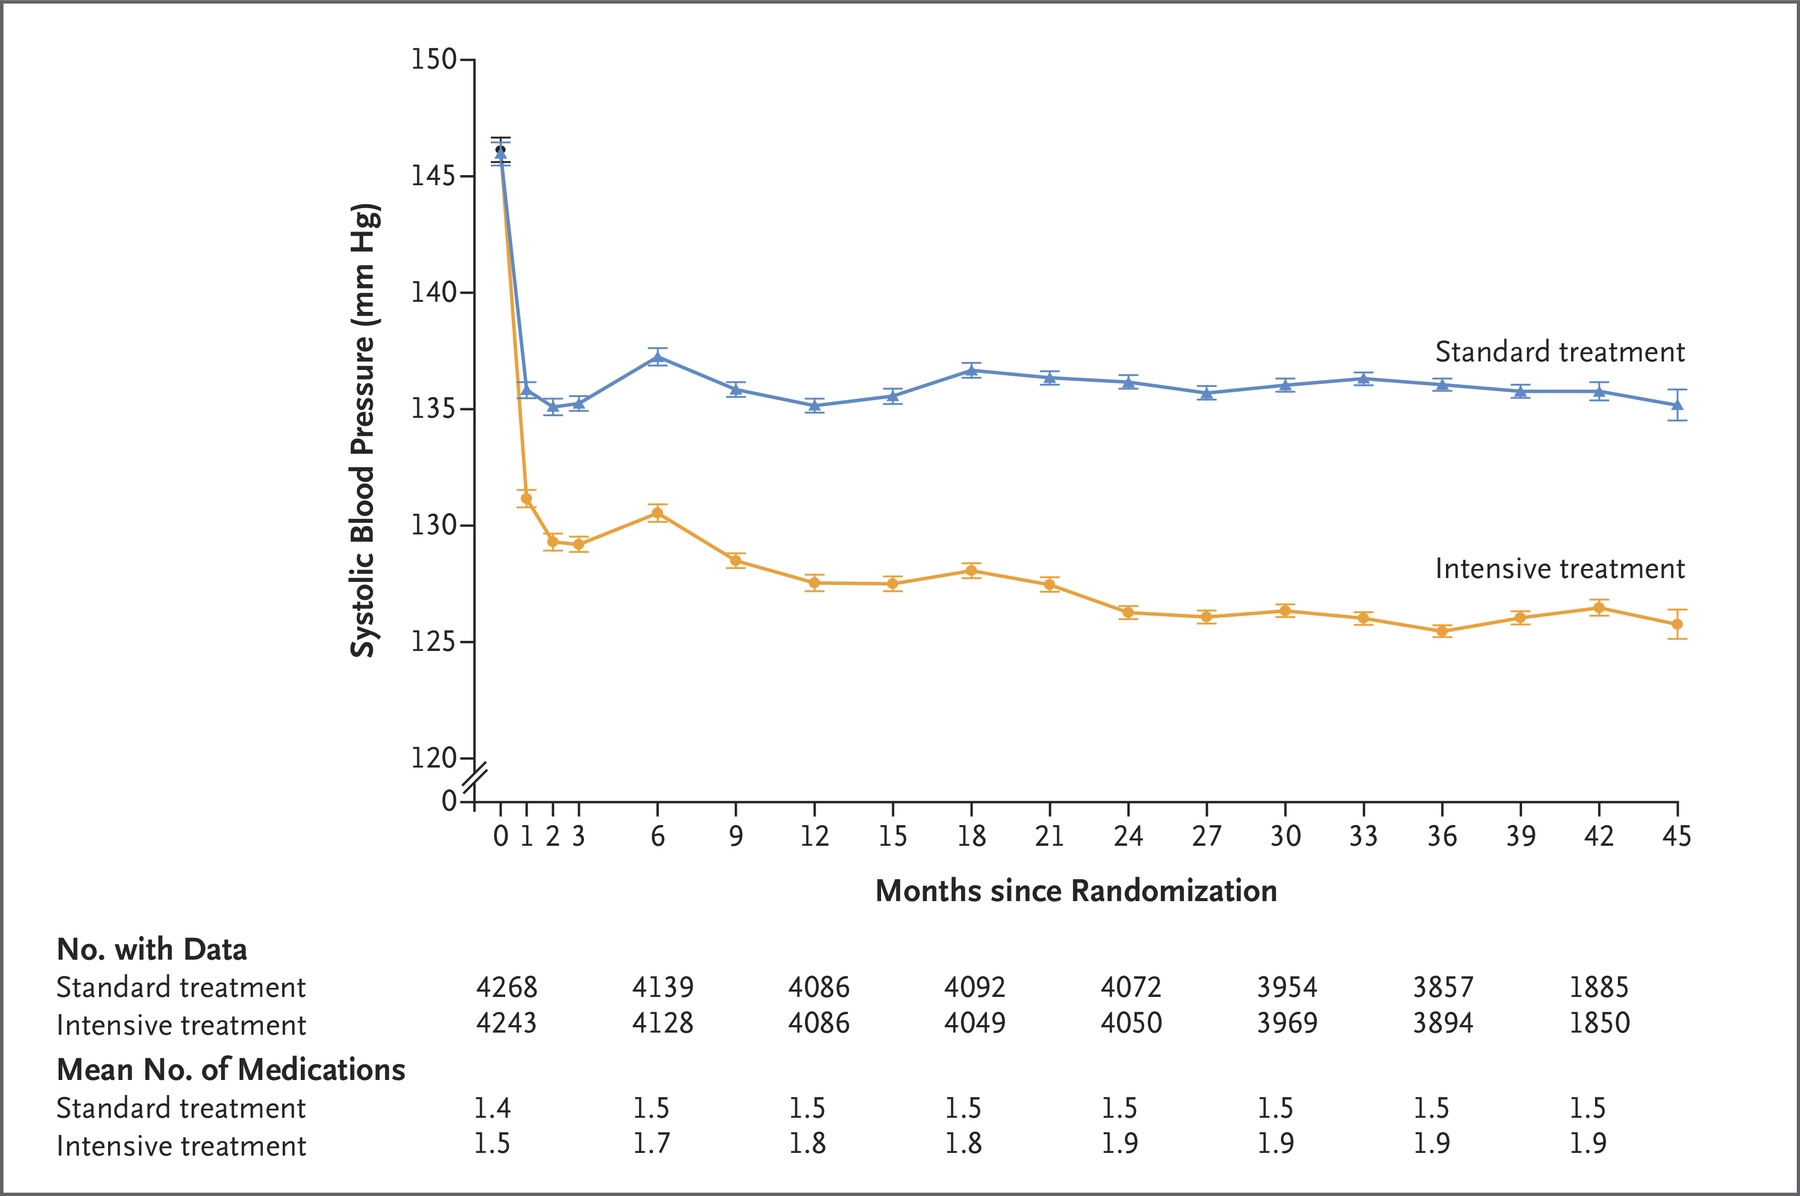 150
145
140
135
130
125
120
0
Systolic Blood Pressure (mm Hg)
Standard treatment
Intensive treatment
0 1 2 3 6 9 12 15 18 21 24 27 30 33 36 39 42 45
Months since Randomization
No. with Data
Standard treatment 4268 4139 4086 4092 4072 3954 3857 1885
Intensive treatment 4243 4128 4086 4049 4050 3969 3894 1850
Mean No. of Medications
Standard treatment 1.4 1.5 1.5 1.5 1.5 1.5 1.5 1.5
Intensive treatment 1.5 1.7 1.8 1.8 1.9 1.9 1.9 1.9